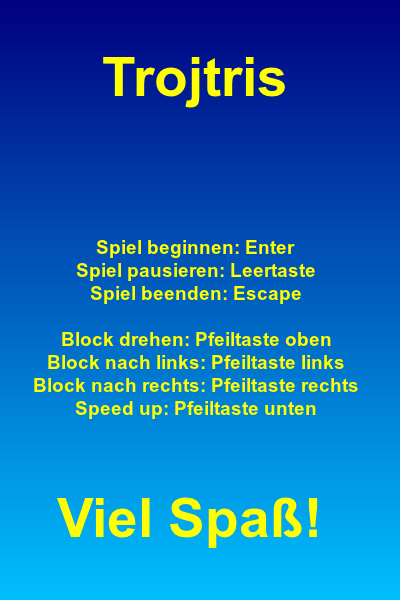 Trojtris
Spiel beginnen: Enter
Spiel pausieren: Leertaste
Spiel beenden: Escape
Block drehen: Pfeiltaste oben
Block nach links: Pfeiltaste links
Block nach rechts: Pfeiltaste rechts
Speed up: Pfeiltaste unten
Viel Spaß!